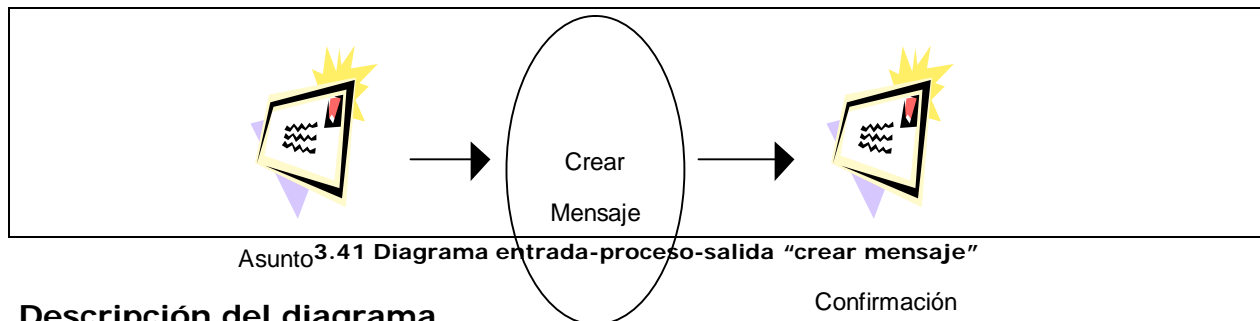 Crear
Mensaje
Asunto
3.41 Diagrama entrada-proceso-salida “crear mensaje”
Confirmación
Descripción del diagrama